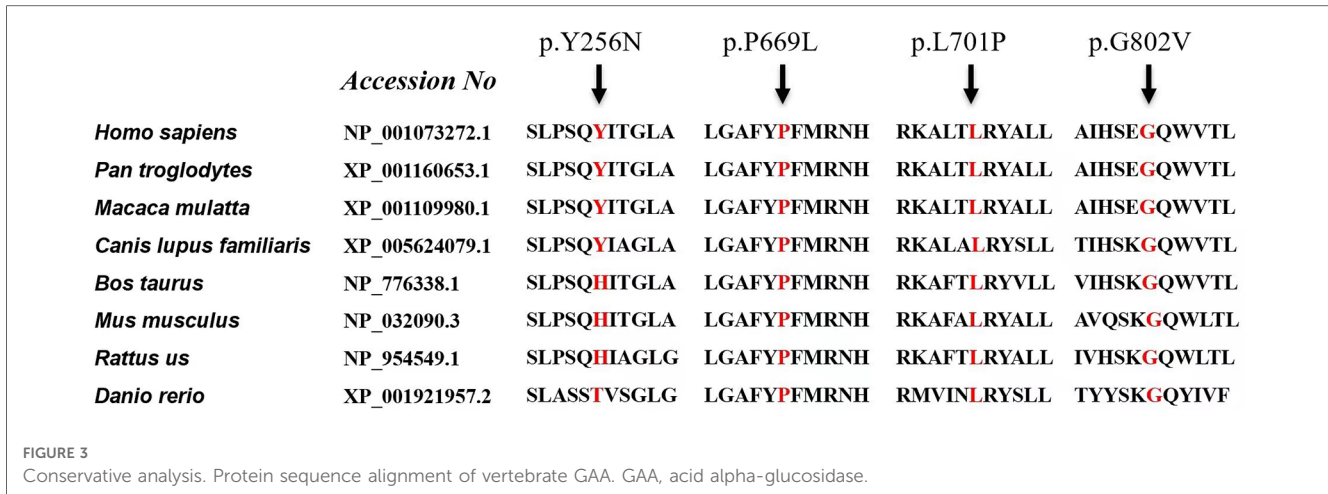 p.Y256N p.P669L p.L701P p.G802V
Accession No
Homo sapiens NP_001073272.1 SLPSQYITGLA LGAFYPFMRNH RKALTLRYALL AIHSEGQWVTL
Pan troglodytes XP_001160653.1 SLPSQYITGLA LGAFYPFMRNH RKALTLRYALL AIHSEGQWVTL
Macaca mulatta XP_001109980.1 SLPSQYITGLA LGAFYPFMRNH RKALTLRYALL AIHSEGQWVTL
Canis lupus familiaris XP_005624079.1 SLPSQYIAGLA LGAFYPFMRNH RKALALRYSLL TIHSKGQWVTL
Bos taurus NP_776338.1 SLPSQHITGLA LGAFYPFMRNH RKAFTLRYVLL VIHSKGQWVTL
Mus musculus NP_032090.3 SLPSQHITGLA LGAFYPFMRNH RKAFALRYALL AVQSKGQWLTL
Rattus us NP_954549.1 SLPSQHIAGLG LGAFYPFMRNH RKAFTLRYALL IVHSKGQWLTL
Danio rerio XP_001921957.2 SLASSTVSGLG LGAFYPFMRNH RMVINLRYSLL TYYSKGQYIVF
FIGURE 3
Conservative analysis. Protein sequence alignment of vertebrate GAA. GAA, acid alpha-glucosidase.